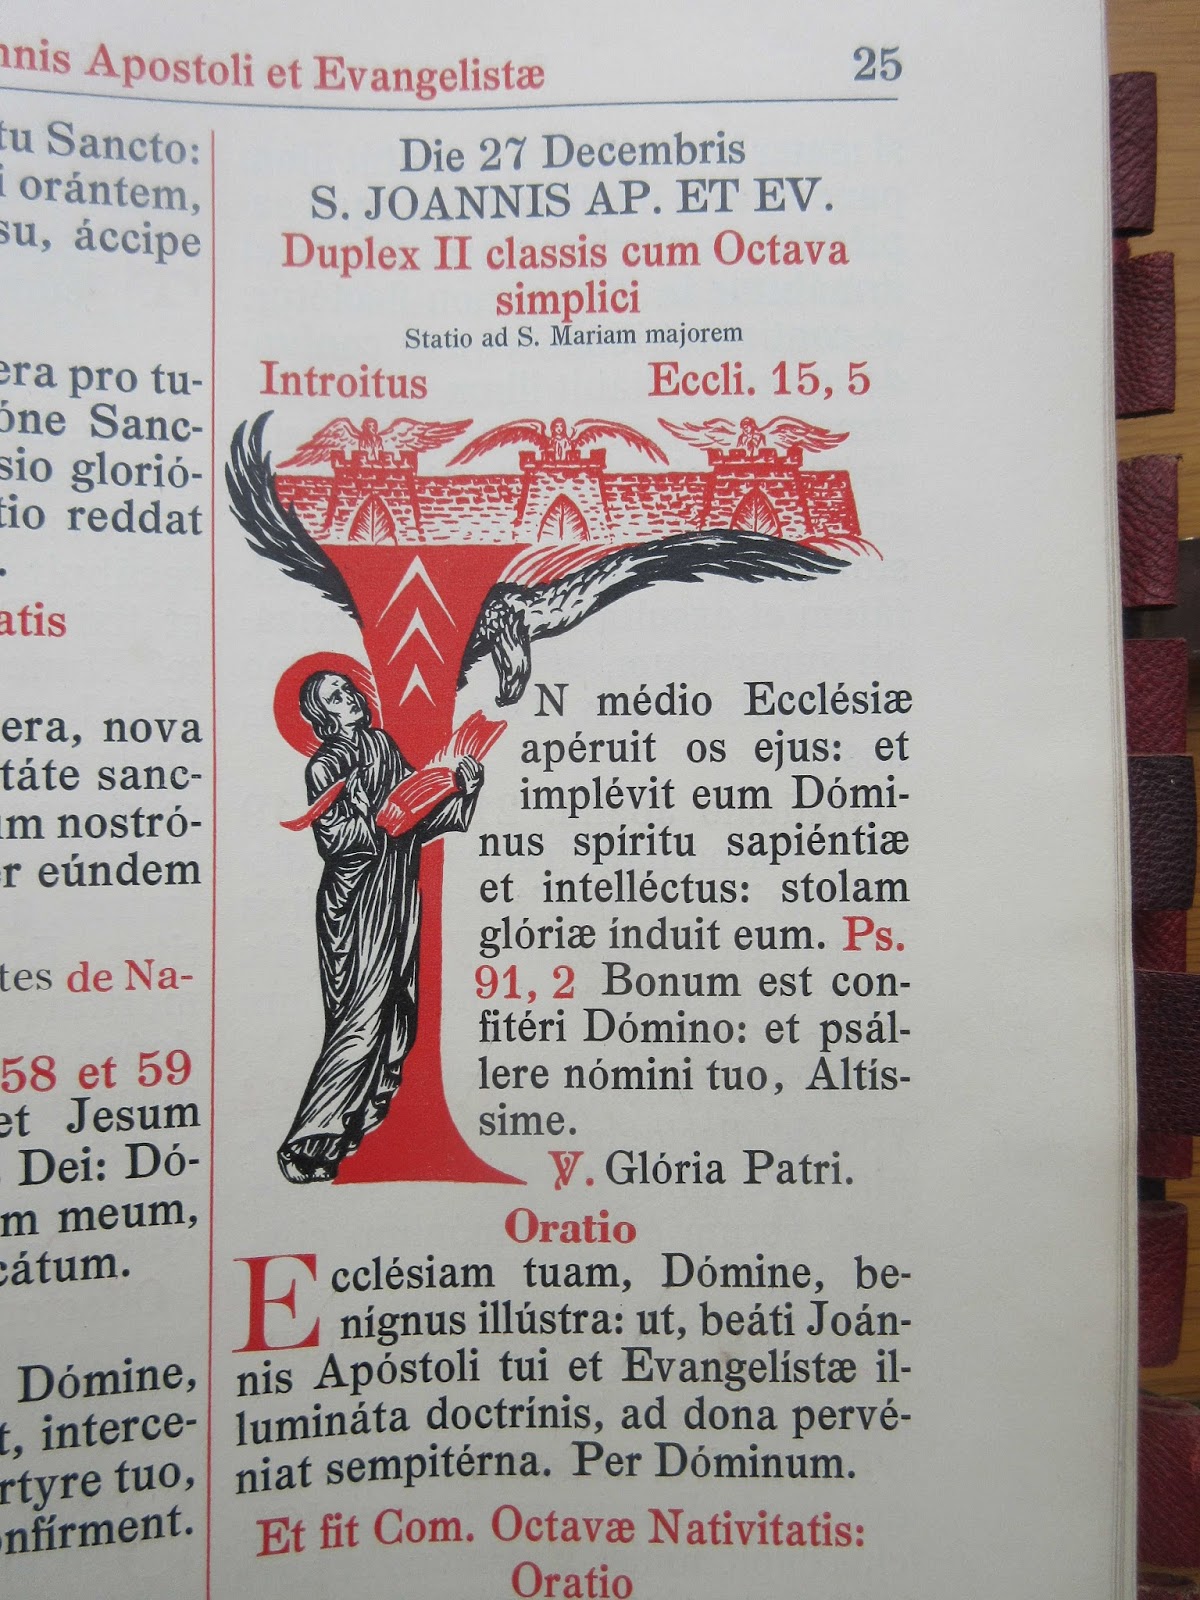 nnis Apostoli et Evangelistæ 25
tu Sancto:
i orántem,
su, áccipe
era pro tu-
óne Sanc-
sio glorió-
tio reddat
atis
era, nova
táte sanc-
um nostró-
er eúndem
tes de Na-
58 et 59
et Jesum
Dei: Dó-
m meum,
cátum.
Dómine,
t, interce-
rtyre tuo,
onfírment.
Die 27 Decembris
S. JOANNIS AP. ET EV.
Duplex II classis cum Octava
simplici
Statio ad S. Mariam majorem
Introitus Eccli. 15, 5
IN médio Ecclésiæ
apéruit os ejus: et
implévit eum Dómi-
nus spíritu sapiéntiæ
et intelléctus: stolam
glóriæ índuit eum. Ps.
91, 2 Bonum est con-
fitéri Dómino: et psál-
lere nómini tuo, Altís-
sime.
℣. Glória Patri.
Oratio
Ecclésiam tuam, Dómine, be-
nígnus illústra: ut, beáti Joán-
nis Apóstoli tui et Evangelístæ il-
lumináta doctrínis, ad dona pervé-
niat sempitérna. Per Dóminum.
Et fit Com. Octavæ Nativitatis:
Oratio